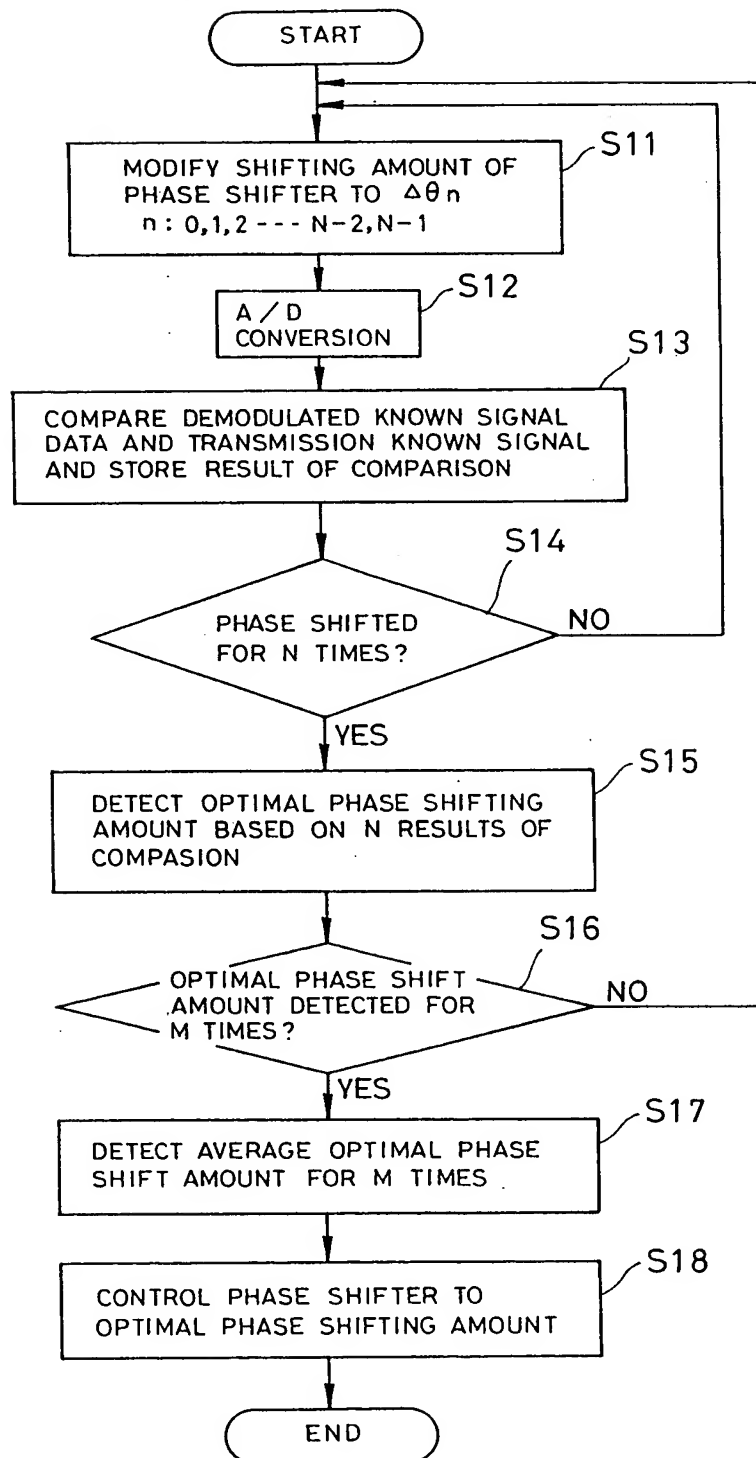 START
MODIFY SHIFTING AMOUNT OF
PHASE SHIFTER TO Δθn
n : 0,1,2 --- N-2,N-1
S11
A/D
CONVERSION
S12
COMPARE DEMODULATED KNOWN SIGNAL
DATA AND TRANSMISSION KNOWN SIGNAL
AND STORE RESULT OF COMPARISON
S13
PHASE SHIFTED
FOR N TIMES?
S14
NO
YES
DETECT OPTIMAL PHASE SHIFTING
AMOUNT BASED ON N RESULTS OF
COMPASION
S15
OPTIMAL PHASE SHIFT
AMOUNT DETECTED FOR
M TIMES?
S16
NO
YES
DETECT AVERAGE OPTIMAL PHASE
SHIFT AMOUNT FOR M TIMES
S17
CONTROL PHASE SHIFTER TO
OPTIMAL PHASE SHIFTING AMOUNT
S18
END